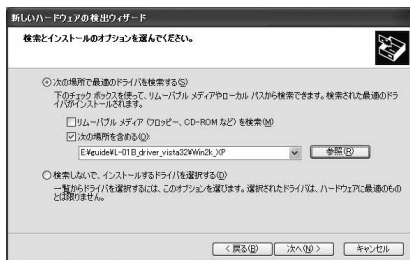 新しいハードウェアの検出ウィザード
検索とインストールのオプションを選んでください。
次の場所で最適のドライバを検索する(S)
下のチェック ボックスを使って、リムーバブル メディアやローカル パスから検索できます。検索された最適のドラ
イバがインストールされます。
リムーバブル メディア (フロッピー、CD-ROM など) を検索(M)
次の場所を含める(O):
E:¥guide¥L-01B_driver_vista32¥Win2k_XP
参照(R)
検索しないで、インストールするドライバを選択する(D)
一覧からドライバを選択するには、このオプションを選びます。選択されたドライバは、ハードウェアに最適のもの
とは限りません。
< 戻る(B)
次へ(N) >
キャンセル